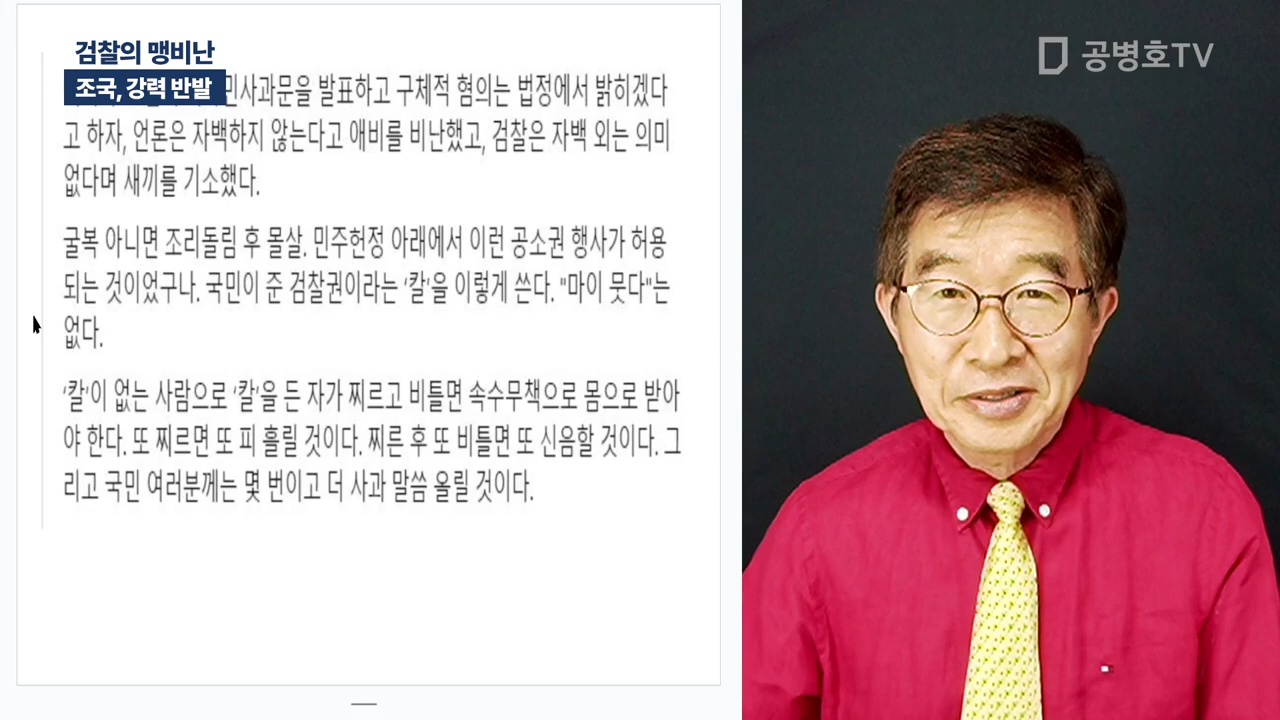 검찰의 맹비난
조국, 강력 반발
민사과문을 발표하고 구체적 혐의는 법정에서 밝히겠다
고 하자, 언론은 자백하지 않는다고 애비를 비난했고, 검찰은 자백 외는 의미
없다며 새끼를 기소했다.
굴복 아니면 조리돌림 후 몰살. 민주헌정 아래에서 이런 공소권 행사가 허용
되는 것이었구나. 국민이 준 검찰권이라는 '칼'을 이렇게 쓴다. "마이 뭇다"는
없다.
'칼'이 없는 사람으로 '칼'을 든 자가 찌르고 비틀면 속수무책으로 몸으로 받아
야 한다. 또 찌르면 또 피 흘릴 것이다. 찌른 후 또 비틀면 또 신음할 것이다. 그
리고 국민 여러분께는 몇 번이고 더 사과 말씀 올릴 것이다.
공병호TV